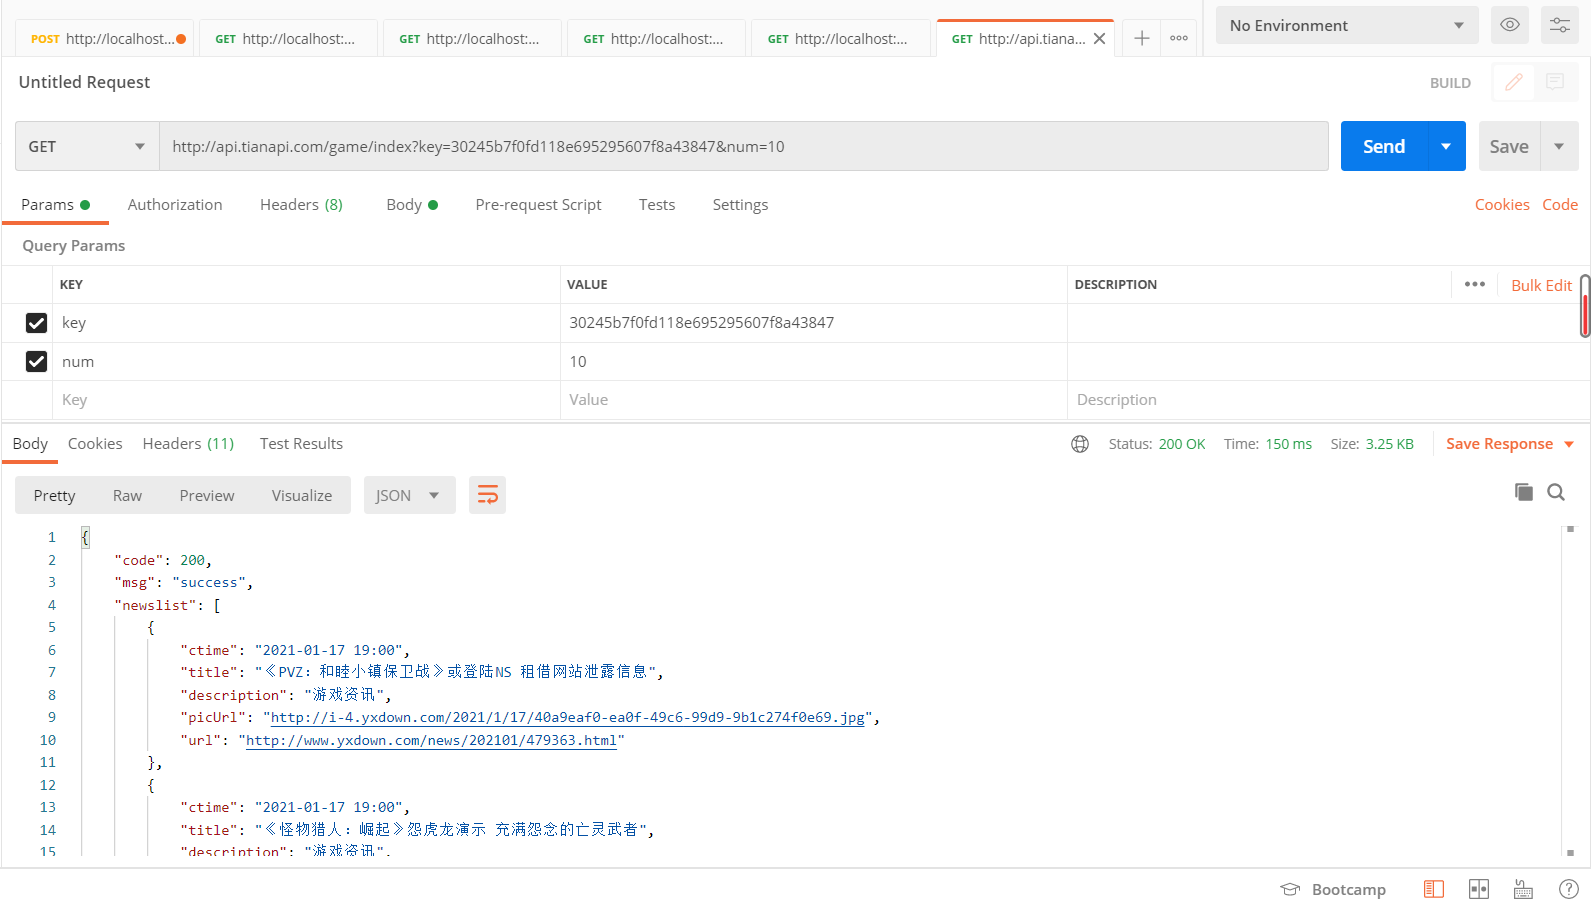 POST http://localhost:...
GET http://localhost:...
GET http://localhost:...
GET http://localhost:...
GET http://localhost:...
GET http://api.tiana...
No Environment
Untitled Request
BUILD
GET
http://api.tianapi.com/game/index?key=30245b7f0fd118e695295607f8a43847&num=10
Send
Save
Params
Authorization
Headers (8)
Body
Pre-request Script
Tests
Settings
Cookies
Code
Query Params
KEY
VALUE
DESCRIPTION
Bulk Edit
key
30245b7f0fd118e695295607f8a43847
num
10
Key
Value
Description
Body
Cookies
Headers (11)
Test Results
Status: 200 OK
Time: 150 ms
Size: 3.25 KB
Save Response
Pretty
Raw
Preview
Visualize
JSON
1 {
2 "code": 200,
3 "msg": "success",
4 "newslist": [
5 {
6 "ctime": "2021-01-17 19:00",
7 "title": "《PVZ：和睦小镇保卫战》或登陆NS 租借网站泄露信息",
8 "description": "游戏资讯",
9 "picUrl": "http://i-4.yxdown.com/2021/1/17/40a9eaf0-ea0f-49c6-99d9-9b1c274f0e69.jpg",
10 "url": "http://www.yxdown.com/news/202101/479363.html"
11 },
12 {
13 "ctime": "2021-01-17 19:00",
14 "title": "《怪物猎人：崛起》怨虎龙演示 充满怨念的亡灵武者",
15 "description": "游戏资讯",
Bootcamp